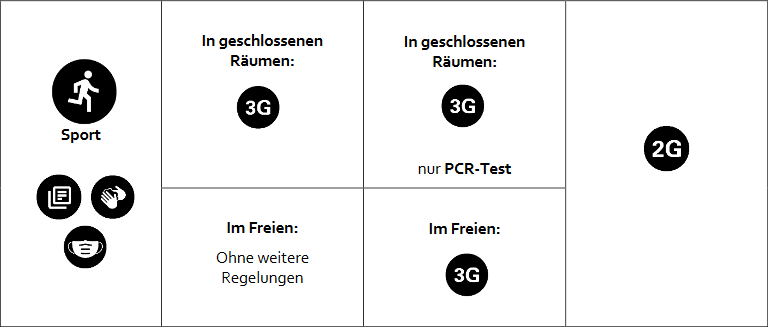 Sport
In geschlossenen
Räumen:
3G
Im Freien:
Ohne weitere
Regelungen
In geschlossenen
Räumen:
3G
nur PCR-Test
Im Freien:
3G
2G